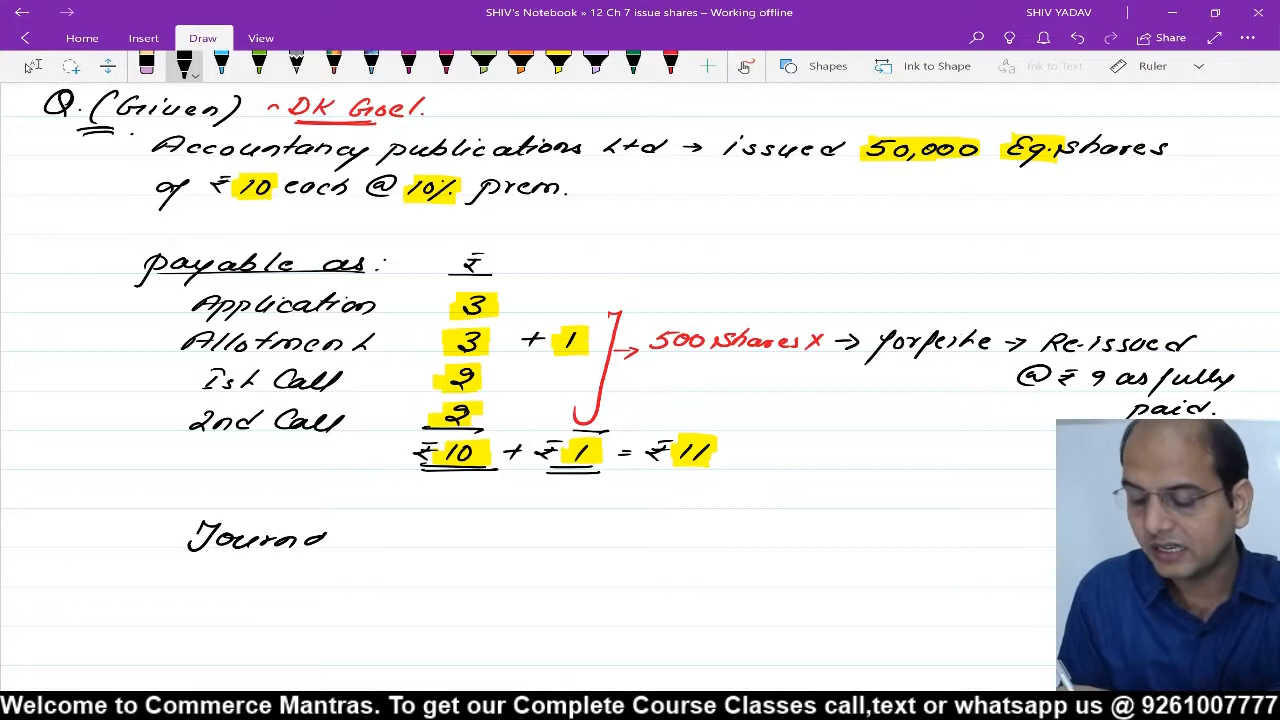 SHIV's Notebook » 12 Ch 7 issue shares – Working offline
SHIV YADAV
Home Insert Draw View
Share
Shapes Ink to Shape Ink to Text Ruler
Q. (Given) ~ DK Goel.
Accountancy publications Ltd → issued 50,000 Eq. shares
of ₹ 10 each @ 10% prem.
payable as: ₹
Application 3
Allotment 3 + 1 → 500 shares x → forfeite → Re-issued
Ist Call 2 @ ₹ 9 as fully
2nd Call 2 paid.
₹ 10 + ₹ 1 = ₹ 11
Journa
Welcome to Commerce Mantras. To get our Complete Course Classes call,text or whatsapp us @ 9261007777